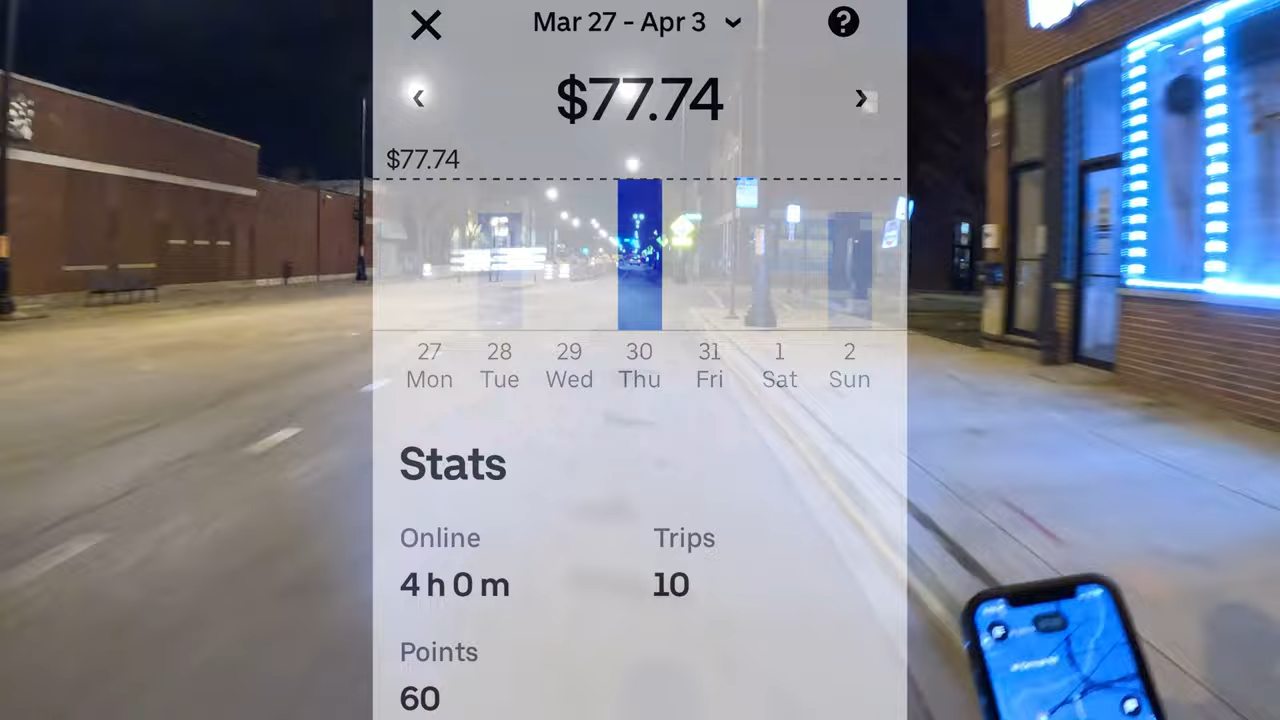 Mar 27 - Apr 3
$77.74
$77.74
27 28 29 30 31 1 2
Mon Tue Wed Thu Fri Sat Sun
Stats
Online Trips
4 h 0 m 10
Points
60